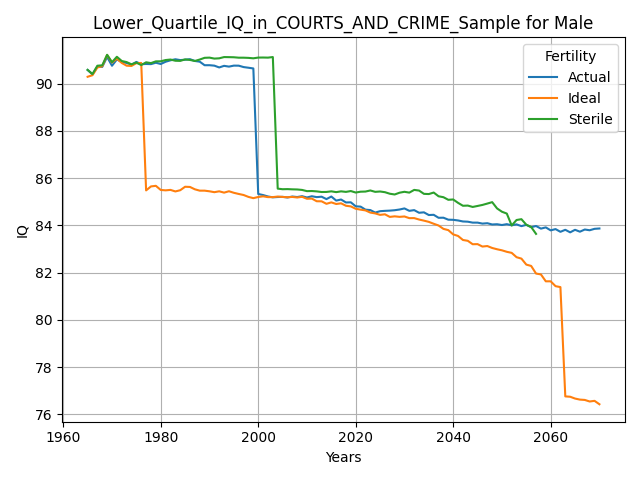 Lower_Quartile_IQ_in_COURTS_AND_CRIME_Sample for Male
Fertility
Actual
Ideal
Sterile
IQ
90
88
86
84
82
80
78
76
1960
1980
2000
2020
2040
2060
Years